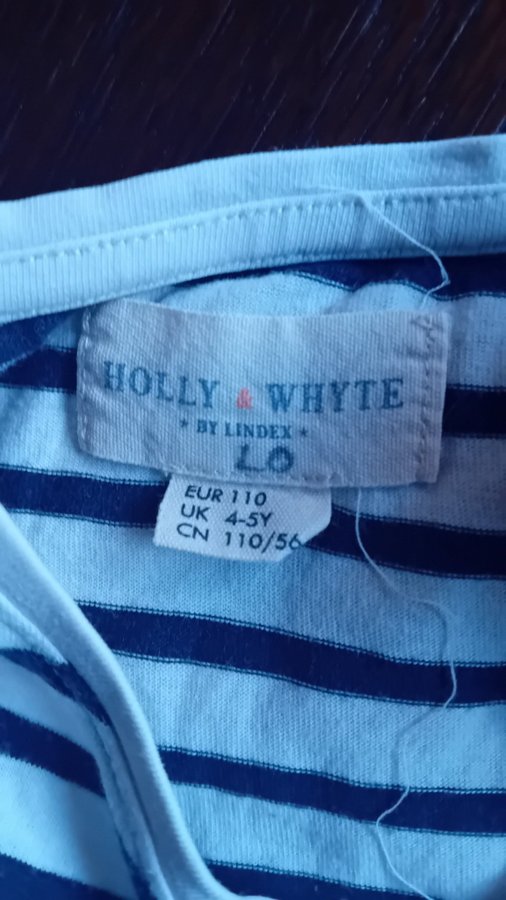 HOLLY & WHYTE
* BY LINDEX *
LO
EUR 110
UK 4-5Y
CN 110/56